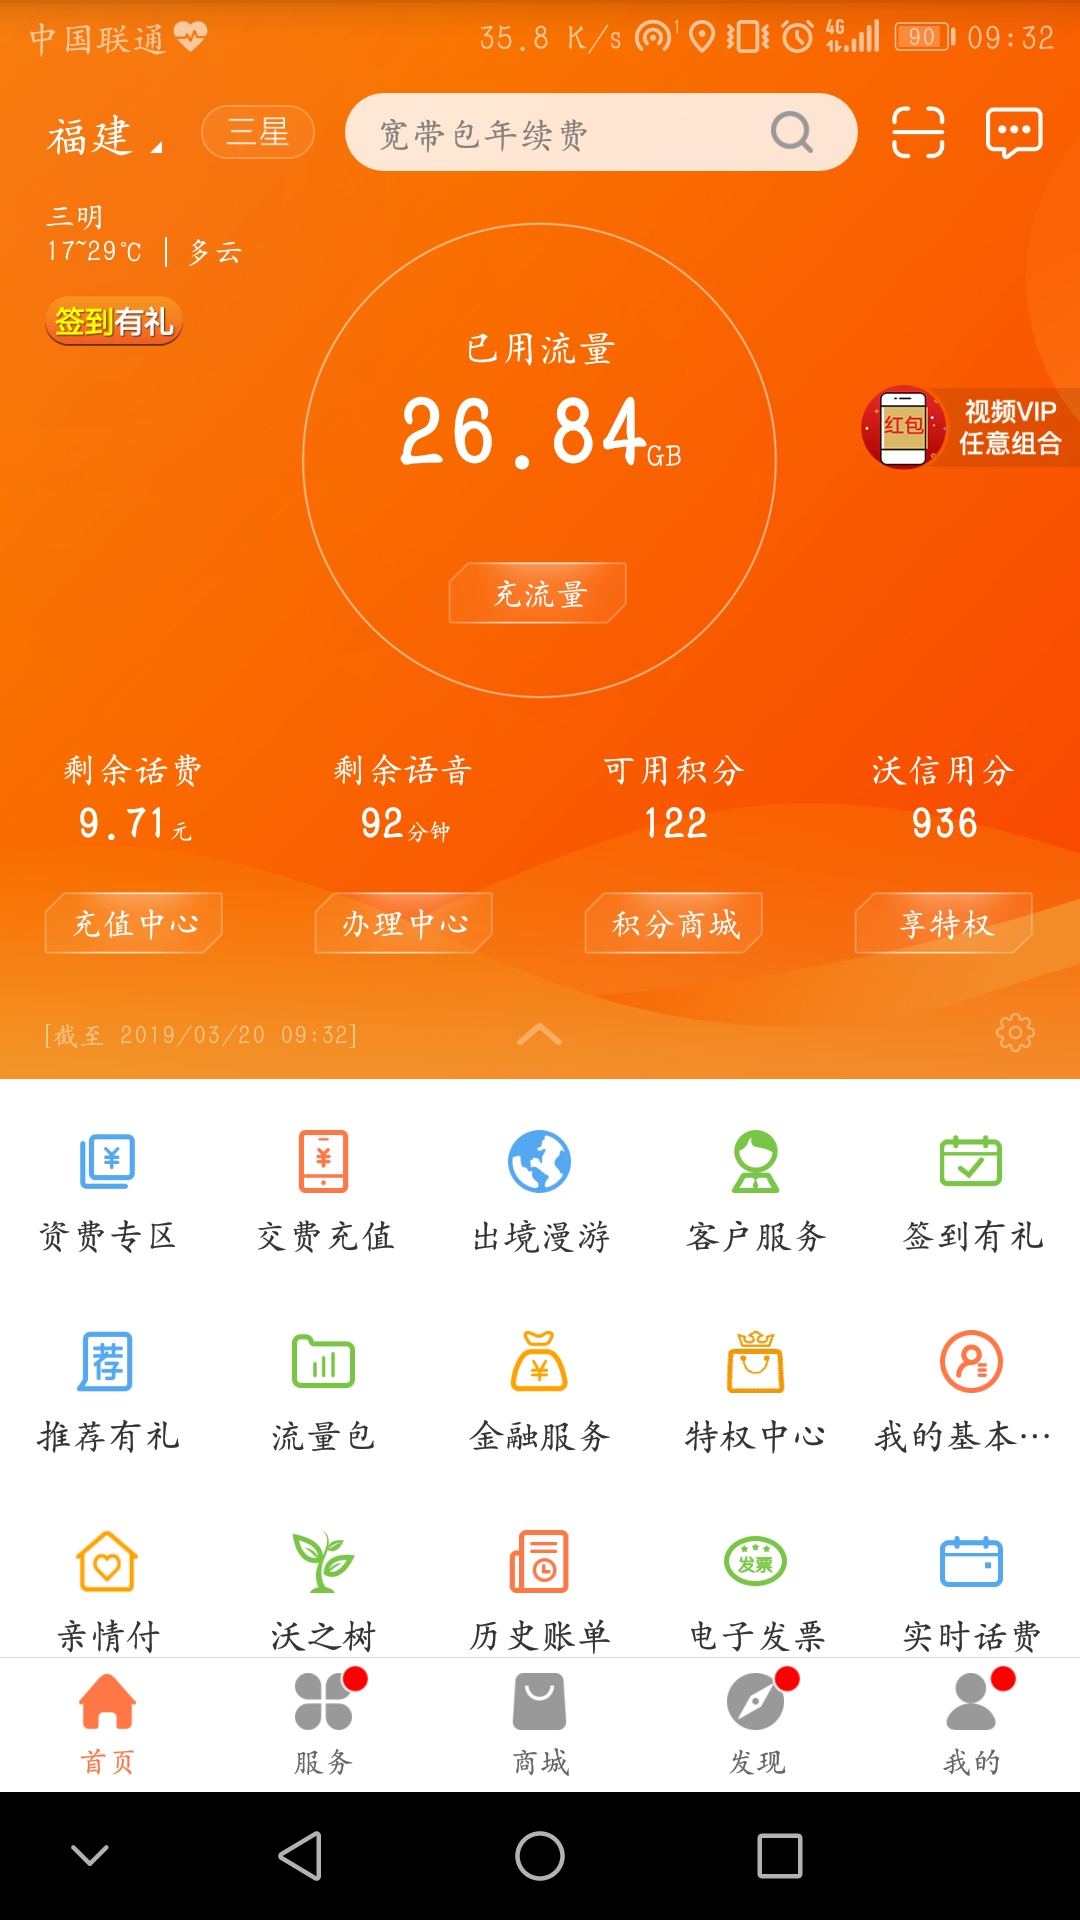 中国联通 35.8 K/s 1 4G 90 09:32
福建 三星 宽带包年续费
三明
17~29℃ | 多云
签到有礼
已用流量
26.84GB
红包 视频VIP
任意组合
充流量
剩余话费 剩余语音 可用积分 沃信用分
9.71元 92分钟 122 936
充值中心 办理中心 积分商城 享特权
[截至 2019/03/20 09:32]
资费专区 交费充值 出境漫游 客户服务 签到有礼
荐
推荐有礼 流量包 金融服务 特权中心 我的基本…
发票
亲情付 沃之树 历史账单 电子发票 实时话费
首页 服务 商城 发现 我的